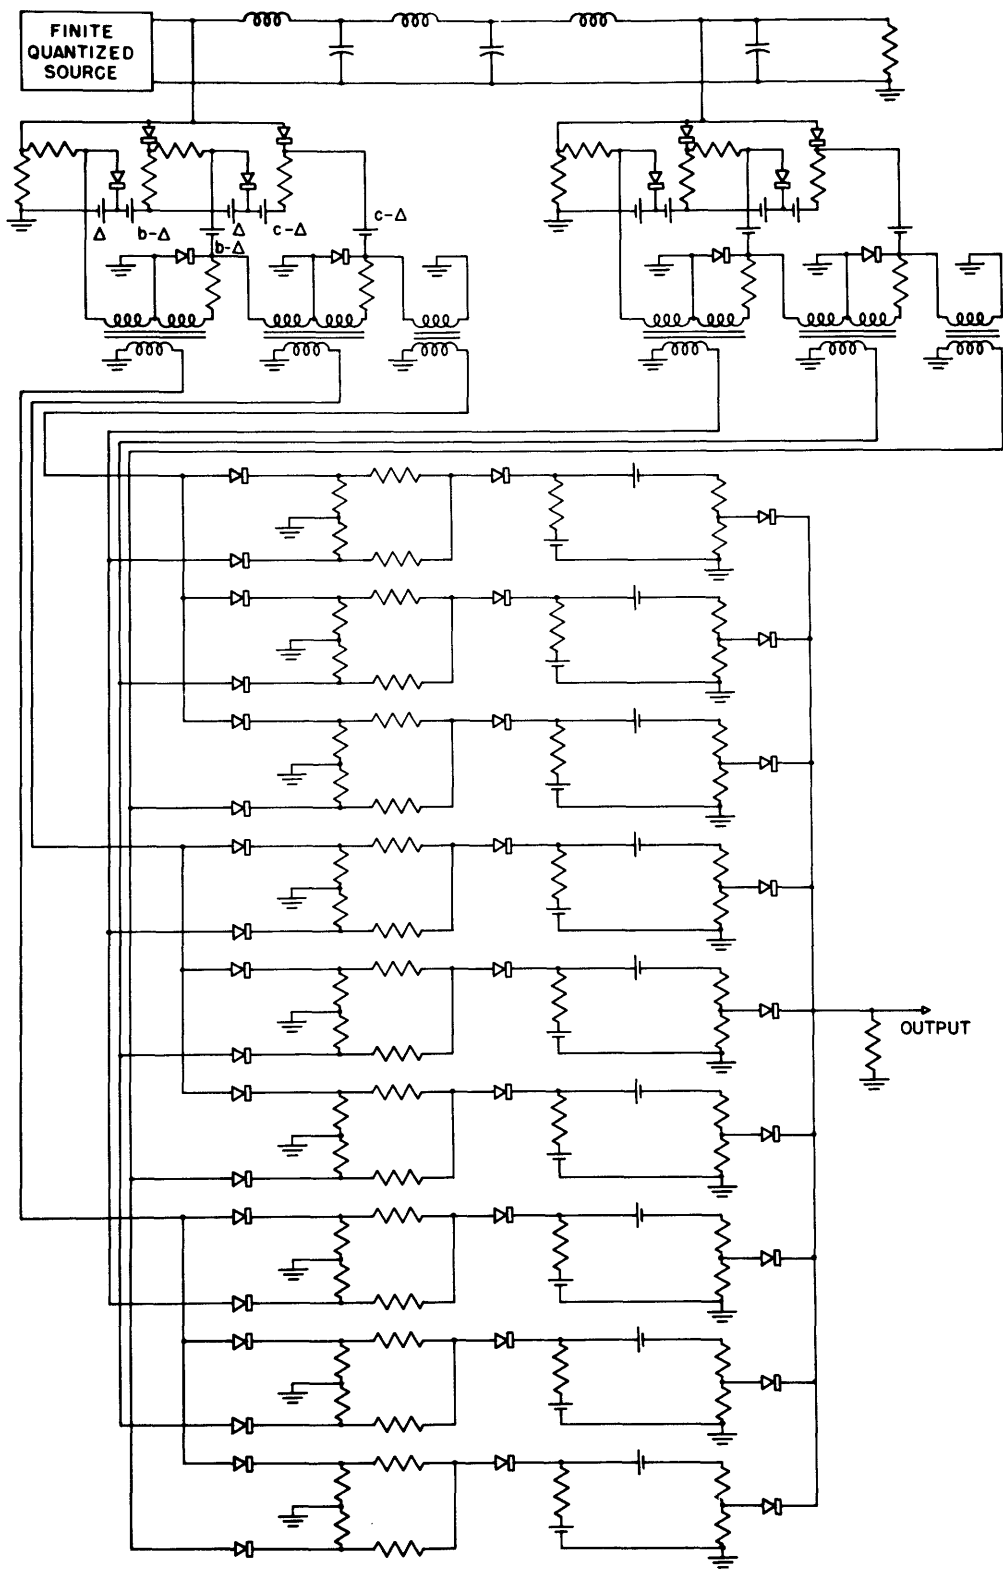 FINITE
QUANTIZED
SOURCE
Δ
b-Δ
Δ
c-Δ
c-Δ
b-Δ
OUTPUT